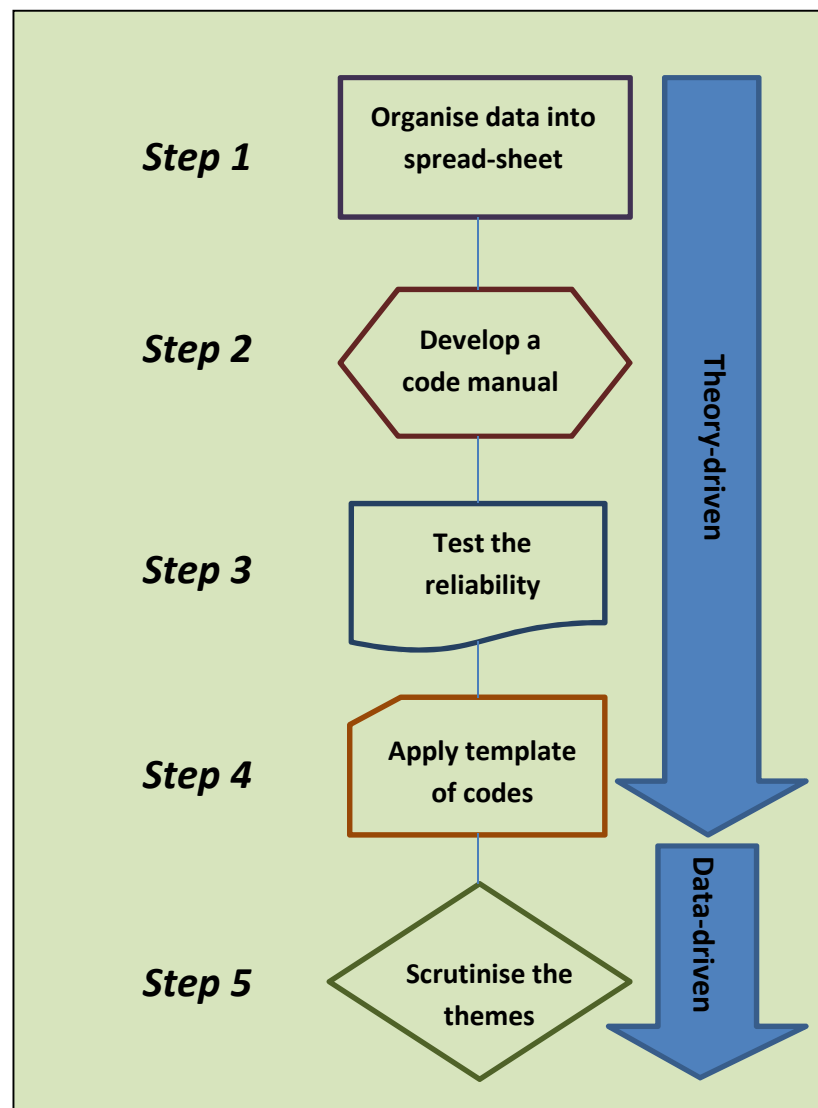 Step 1
Organise data into
spread-sheet
Step 2
Develop a
code manual
Step 3
Test the
reliability
Step 4
Apply template
of codes
Step 5
Scrutinise the
themes
Theory-driven
Data-driven